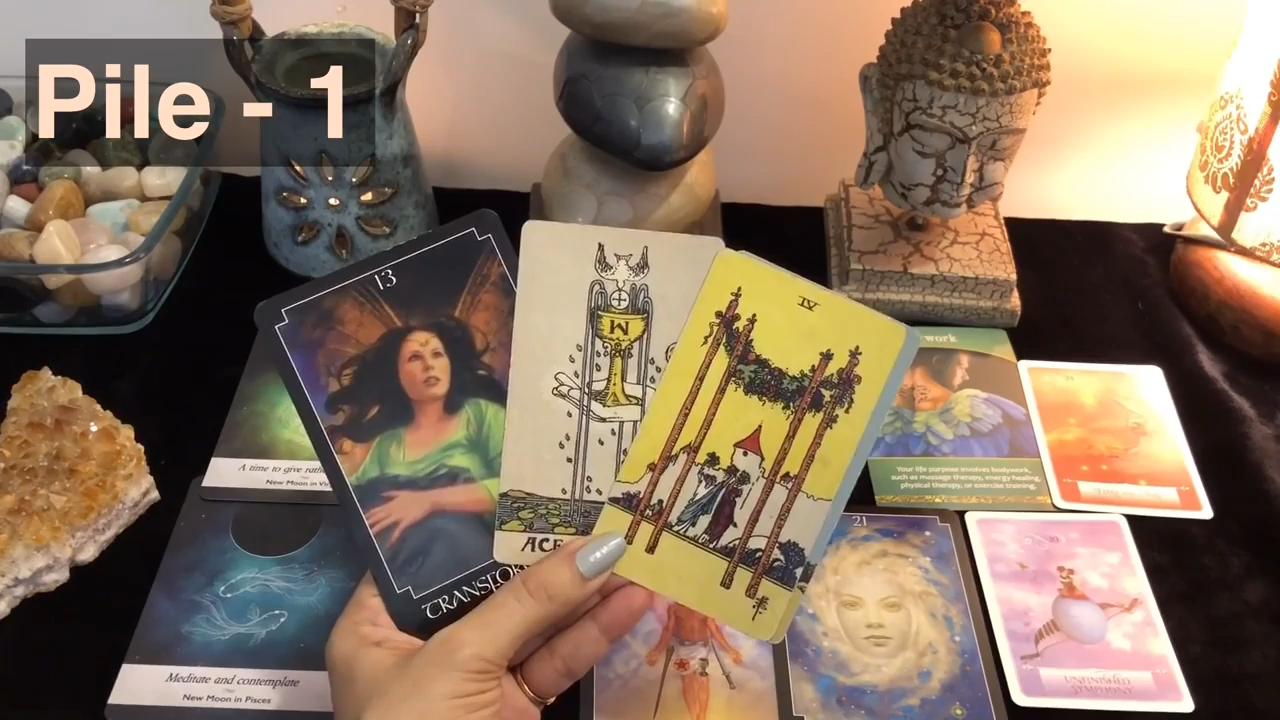 Pile - 1
13
IV
work
A time to give rath
New Moon in Vir
Your life purpose involves bodywork,
such as massage therapy, energy healing,
physical therapy, or exercise training.
ACE
TRANSFOR
21
Meditate and contemplate
New Moon in Pisces
UNFINISHED
SYMPHONY